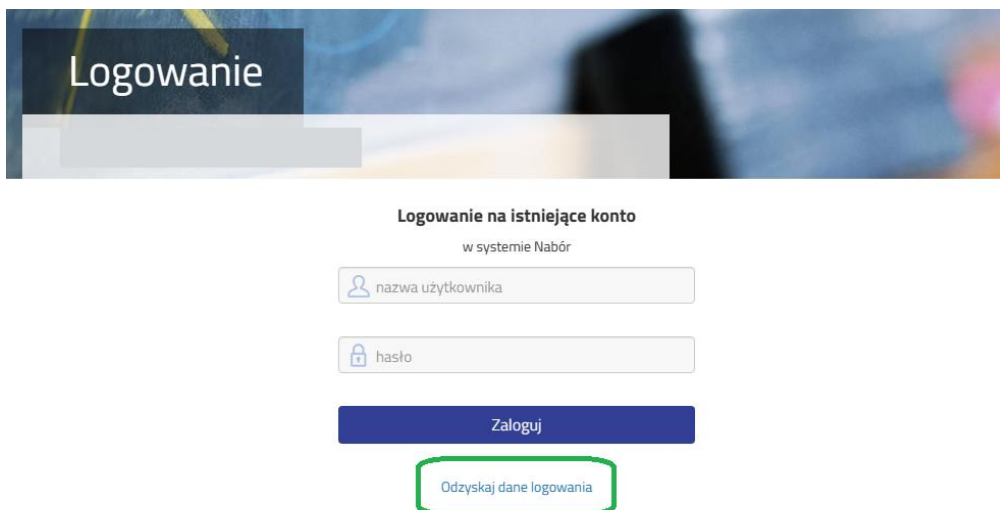 Logowanie
Logowanie na istniejące konto
w systemie Nabór
nazwa użytkownika
hasło
Zaloguj
Odzyskaj dane logowania